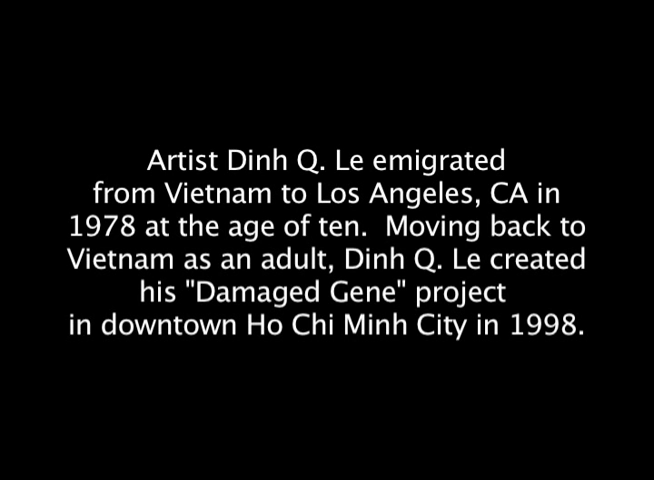 Artist Dinh Q. Le emigrated
from Vietnam to Los Angeles, CA in
1978 at the age of ten.  Moving back to
Vietnam as an adult, Dinh Q. Le created
his "Damaged Gene" project
in downtown Ho Chi Minh City in 1998.